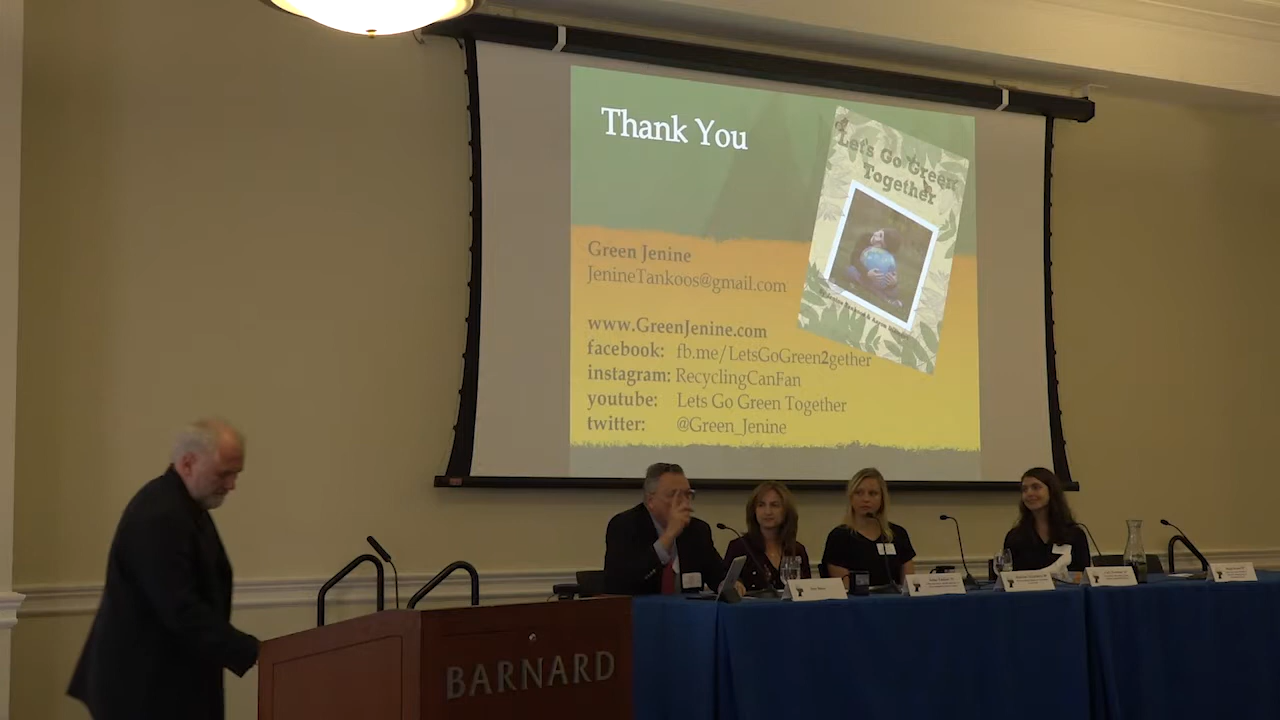 Thank You
Let's Go Green
Together
Green Jenine
JenineTankoos@gmail.com
www.GreenJenine.com
facebook: fb.me/LetsGoGreen2gether
instagram: RecyclingCanFan
youtube: Lets Go Green Together
twitter: @Green_Jenine
BARNARD